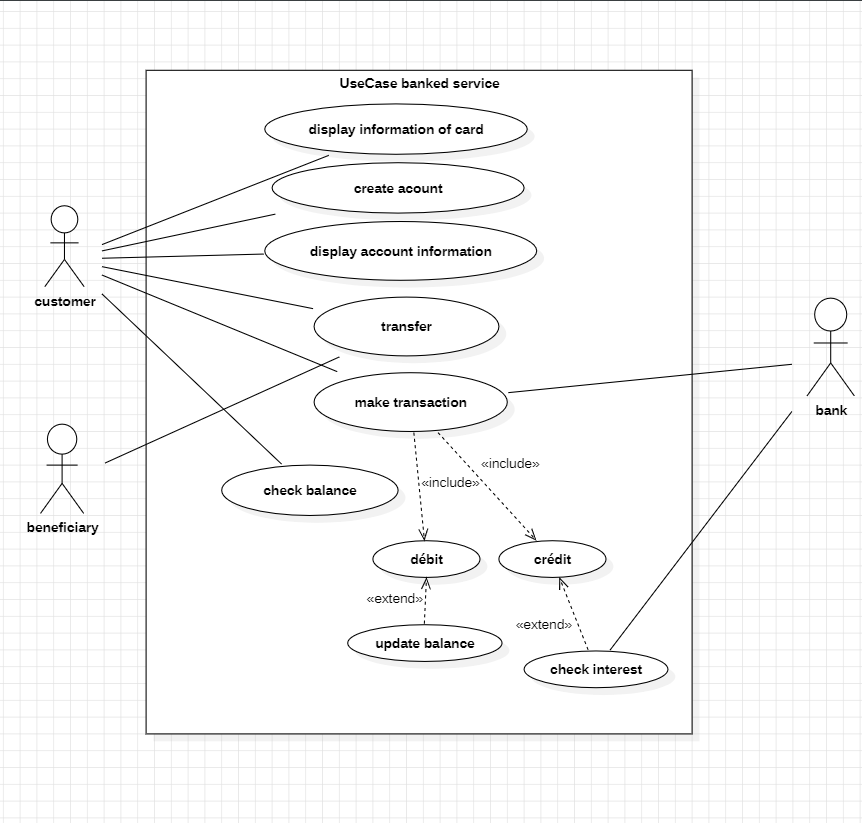 UseCase banked service
display information of card
create acount
display account information
customer
transfer
make transaction
bank
«include»
«include»
check balance
beneficiary
débit
crédit
«extend»
«extend»
update balance
check interest